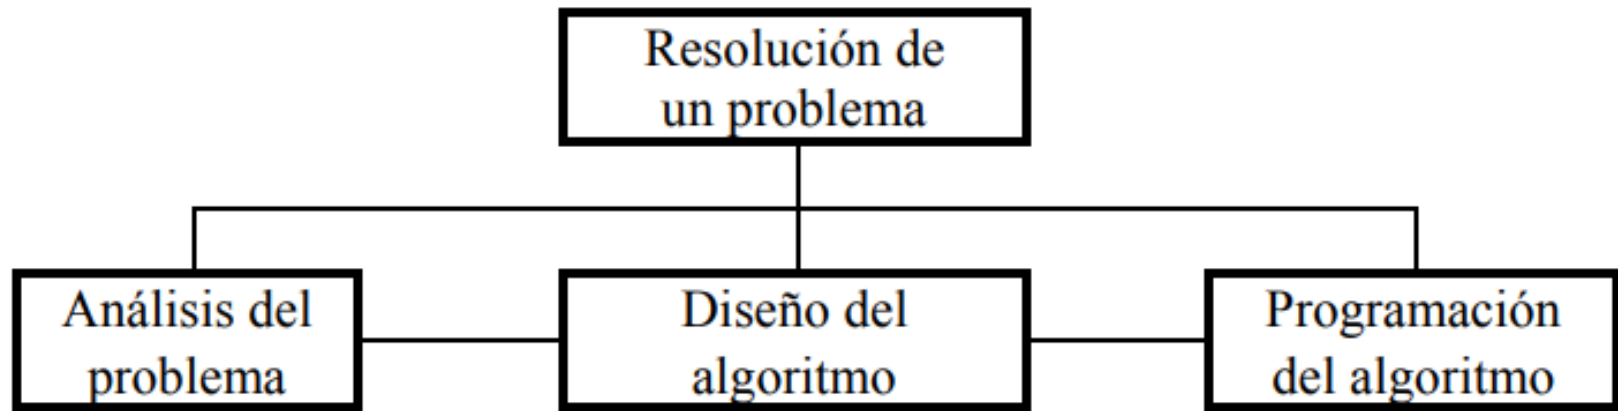 Resolución de
un problema
Análisis del
problema
Diseño del
algoritmo
Programación
del algoritmo